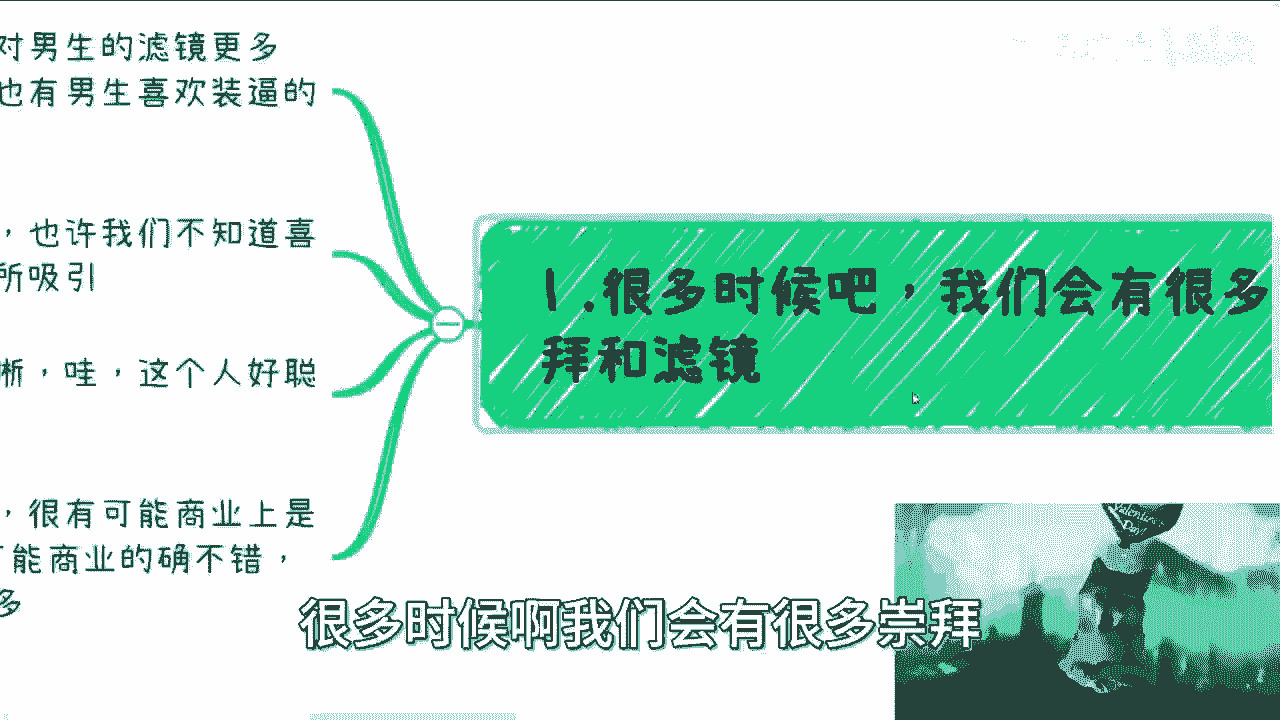 对男生的滤镜更多
也有男生喜欢装逼的
，也许我们不知道喜
所吸引
晰，哇，这个人好聪
，很有可能商业上是
可能商业的确不错，
多
1.很多时候吧，我们会有很多
拜和滤镜
Valentine's
Day!
很多时候啊我们会有很多崇拜